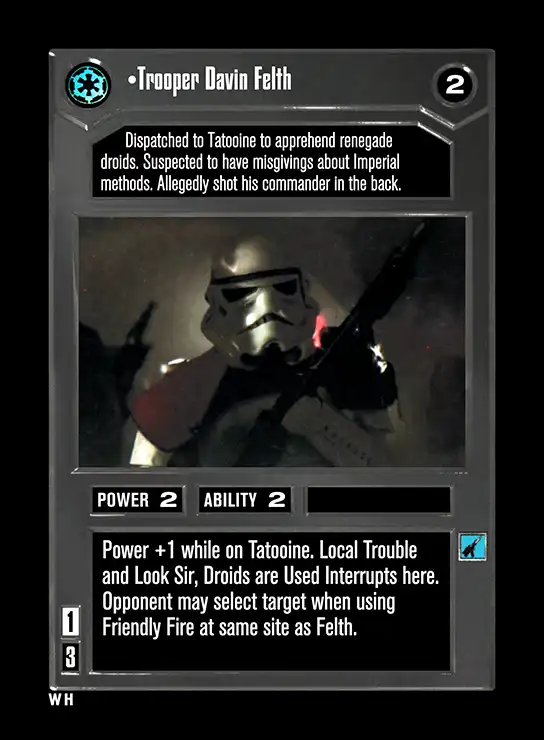 •Trooper Davin Felth
2
Dispatched to Tatooine to apprehend renegade
droids. Suspected to have misgivings about Imperial
methods. Allegedly shot his commander in the back.
POWER 2 ABILITY 2
Power +1 while on Tatooine. Local Trouble
and Look Sir, Droids are Used Interrupts here.
Opponent may select target when using
Friendly Fire at same site as Felth.
1
3
W H